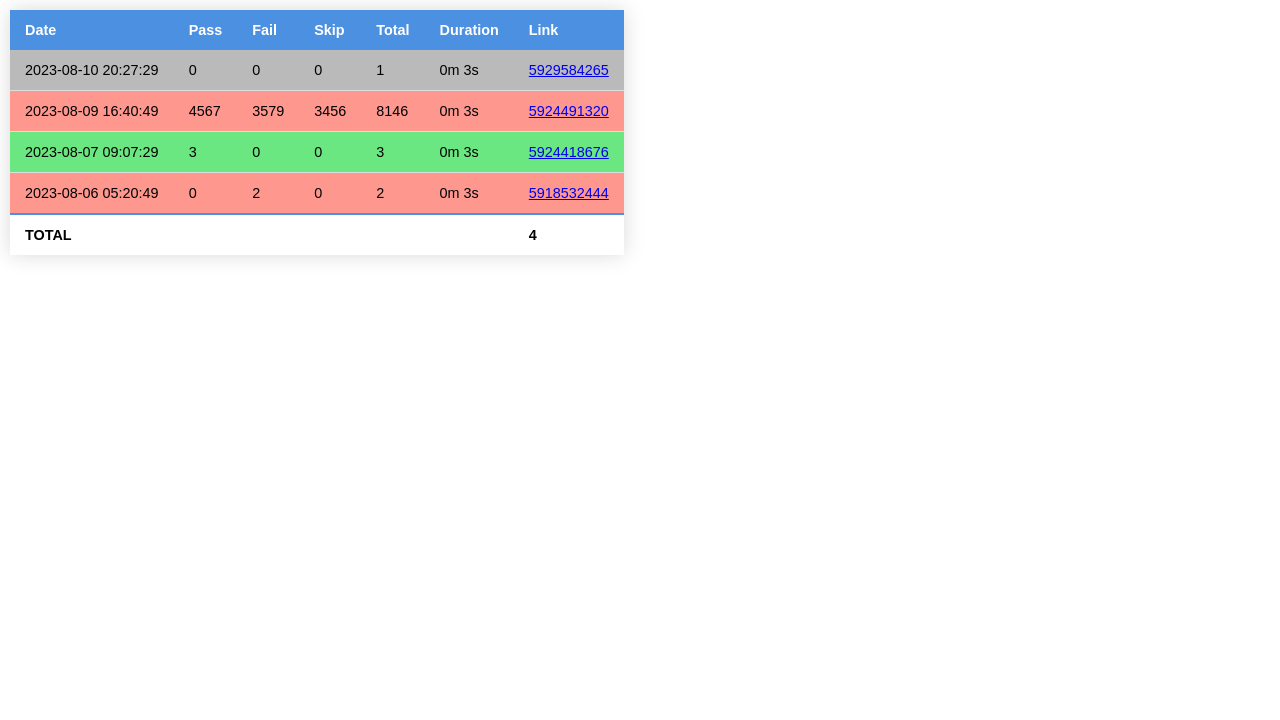 Date Pass Fail Skip Total Duration Link
2023-08-10 20:27:29 0 0 0 1 0m 3s 5929584265
2023-08-09 16:40:49 4567 3579 3456 8146 0m 3s 5924491320
2023-08-07 09:07:29 3 0 0 3 0m 3s 5924418676
2023-08-06 05:20:49 0 2 0 2 0m 3s 5918532444
TOTAL 4